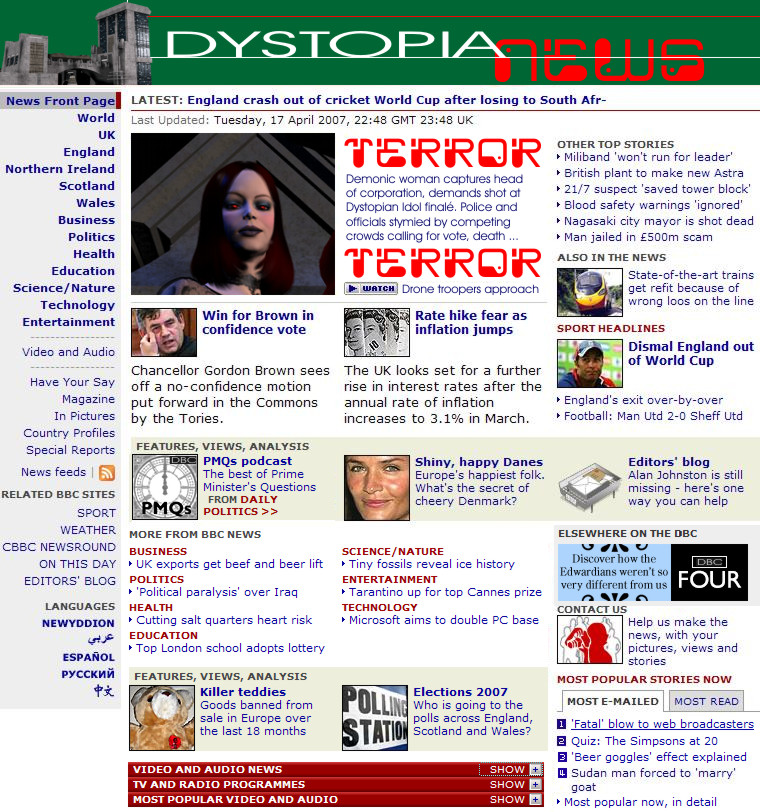 DYSTOPIA NEWS
News Front Page
World
UK
England
Northern Ireland
Scotland
Wales
Business
Politics
Health
Education
Science/Nature
Technology
Entertainment
Video and Audio
Have Your Say
Magazine
In Pictures
Country Profiles
Special Reports
News feeds
RELATED BBC SITES
SPORT
WEATHER
CBBC NEWSROUND
ON THIS DAY
EDITORS' BLOG
LANGUAGES
NEWYDDION
عربي
ESPAÑOL
РУССКИЙ
中文
LATEST: England crash out of cricket World Cup after losing to South Afr-
Last Updated: Tuesday, 17 April 2007, 22:48 GMT 23:48 UK
TERROR
Demonic woman captures head
of corporation, demands shot at
Dystopian Idol finalé. Police and
officials stymied by competing
crowds calling for vote, death ...
TERROR
WATCH Drone troopers approach
Win for Brown in
confidence vote
Chancellor Gordon Brown sees
off a no-confidence motion
put forward in the Commons
by the Tories.
Rate hike fear as
inflation jumps
The UK looks set for a further
rise in interest rates after the
annual rate of inflation
increases to 3.1% in March.
OTHER TOP STORIES
Miliband 'won't run for leader'
British plant to make new Astra
21/7 suspect 'saved tower block'
Blood safety warnings 'ignored'
Nagasaki city mayor is shot dead
Man jailed in £500m scam
ALSO IN THE NEWS
State-of-the-art trains
get refit because of
wrong loos on the line
SPORT HEADLINES
Dismal England out
of World Cup
England's exit over-by-over
Football: Man Utd 2-0 Sheff Utd
FEATURES, VIEWS, ANALYSIS
DBC
PMQs
PMQs podcast
The best of Prime
Minister's Questions
FROM DAILY
POLITICS >>
Shiny, happy Danes
Europe's happiest folk.
What's the secret of
cheery Denmark?
Editors' blog
Alan Johnston is still
missing - here's one
way you can help
MORE FROM BBC NEWS
BUSINESS
UK exports get beef and beer lift
POLITICS
'Political paralysis' over Iraq
HEALTH
Cutting salt quarters heart risk
EDUCATION
Top London school adopts lottery
SCIENCE/NATURE
Tiny fossils reveal ice history
ENTERTAINMENT
Tarantino up for top Cannes prize
TECHNOLOGY
Microsoft aims to double PC base
ELSEWHERE ON THE DBC
Discover how the
Edwardians weren't so
very different from us
DBC
FOUR
CONTACT US
Help us make the
news, with your
pictures, views and
stories
FEATURES, VIEWS, ANALYSIS
Killer teddies
Goods banned from
sale in Europe over
the last 18 months
POLLING
STATION
Elections 2007
Who is going to the
polls across England,
Scotland and Wales?
MOST POPULAR STORIES NOW
MOST E-MAILED MOST READ
1 'Fatal' blow to web broadcasters
2 Quiz: The Simpsons at 20
3 'Beer goggles' effect explained
4 Sudan man forced to 'marry'
goat
Most popular now, in detail
VIDEO AND AUDIO NEWS SHOW +
TV AND RADIO PROGRAMMES SHOW +
MOST POPULAR VIDEO AND AUDIO SHOW +